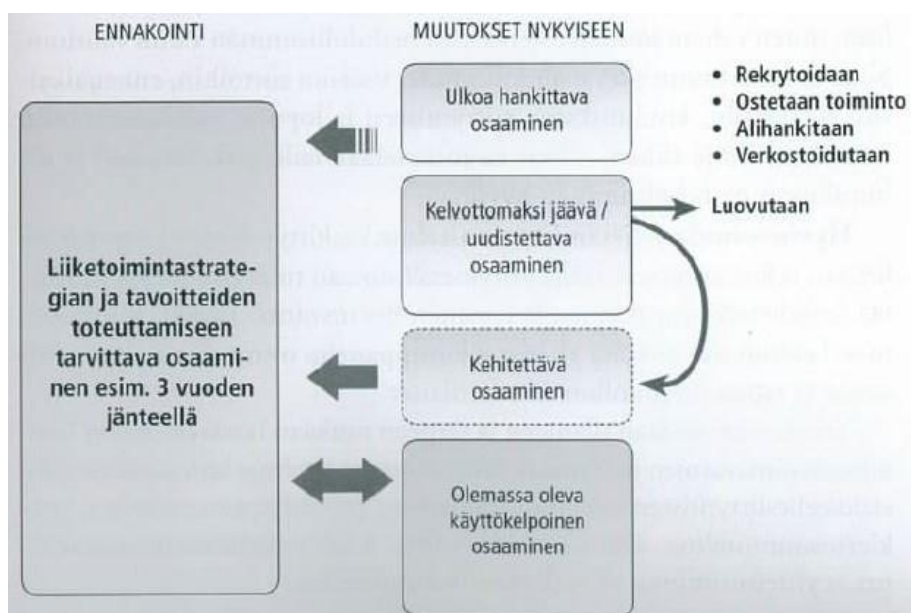 ENNAKOINTI
MUUTOKSET NYKYISEEN
Liiketoimintastrate-
gian ja tavoitteiden
toteuttamiseen
tarvittava osaami-
nen esim. 3 vuoden
jänteellä
Ulkoa hankittava
osaaminen
• Rekrytoidaan
• Ostetaan toiminto
• Alihankitaan
• Verkostoidutaan
Kelvottomaksi jäävä /
uudistettava
osaaminen
Luovutaan
Kehitettävä
osaaminen
Olemassa oleva
käyttökelpoinen
osaaminen